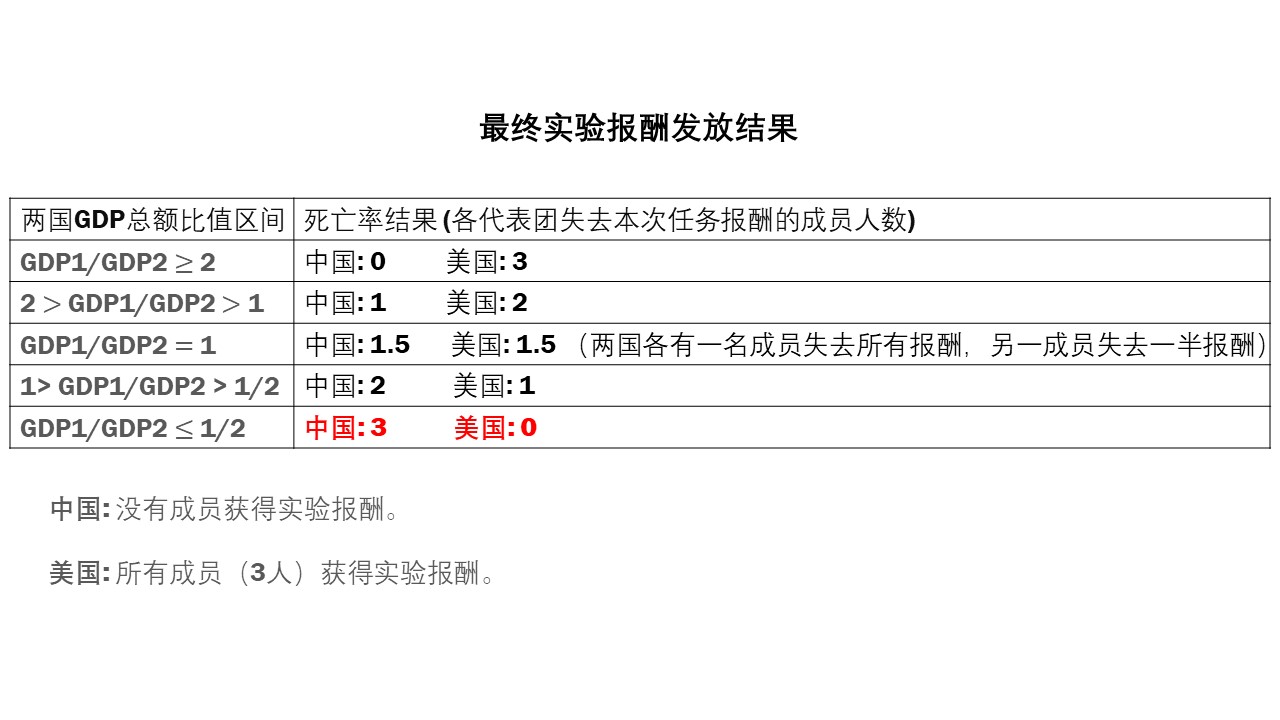 最终实验报酬发放结果
两国GDP总额比值区间 死亡率结果 (各代表团失去本次任务报酬的成员人数)
GDP1/GDP2 ≥ 2 中国: 0 美国: 3
2 > GDP1/GDP2 > 1 中国: 1 美国: 2
GDP1/GDP2 = 1 中国: 1.5 美国: 1.5 （两国各有一名成员失去所有报酬，另一成员失去一半报酬）
1> GDP1/GDP2 > 1/2 中国: 2 美国: 1
GDP1/GDP2 ≤ 1/2 中国: 3 美国: 0
中国: 没有成员获得实验报酬。
美国: 所有成员（3人）获得实验报酬。